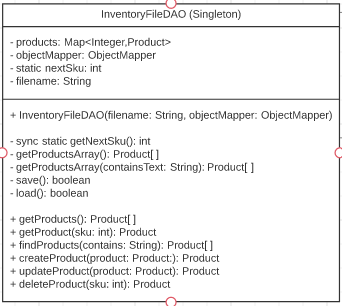 InventoryFileDAO (Singleton)
- products: Map<Integer,Product>
- objectMapper: ObjectMapper
- static nextSku: int
- filename: String
+ InventoryFileDAO(filename: String, objectMapper: ObjectMapper)
- sync static getNextSku(): int
- getProductsArray(): Product[ ]
- getProductsArray(containsText: String): Product[ ]
- save(): boolean
- load(): boolean
+ getProducts(): Product[ ]
+ getProduct(sku: int): Product
+ findProducts(contains: String): Product[ ]
+ createProduct(product: Product:): Product
+ updateProduct(product: Product): Product
+ deleteProduct(sku: int): Product